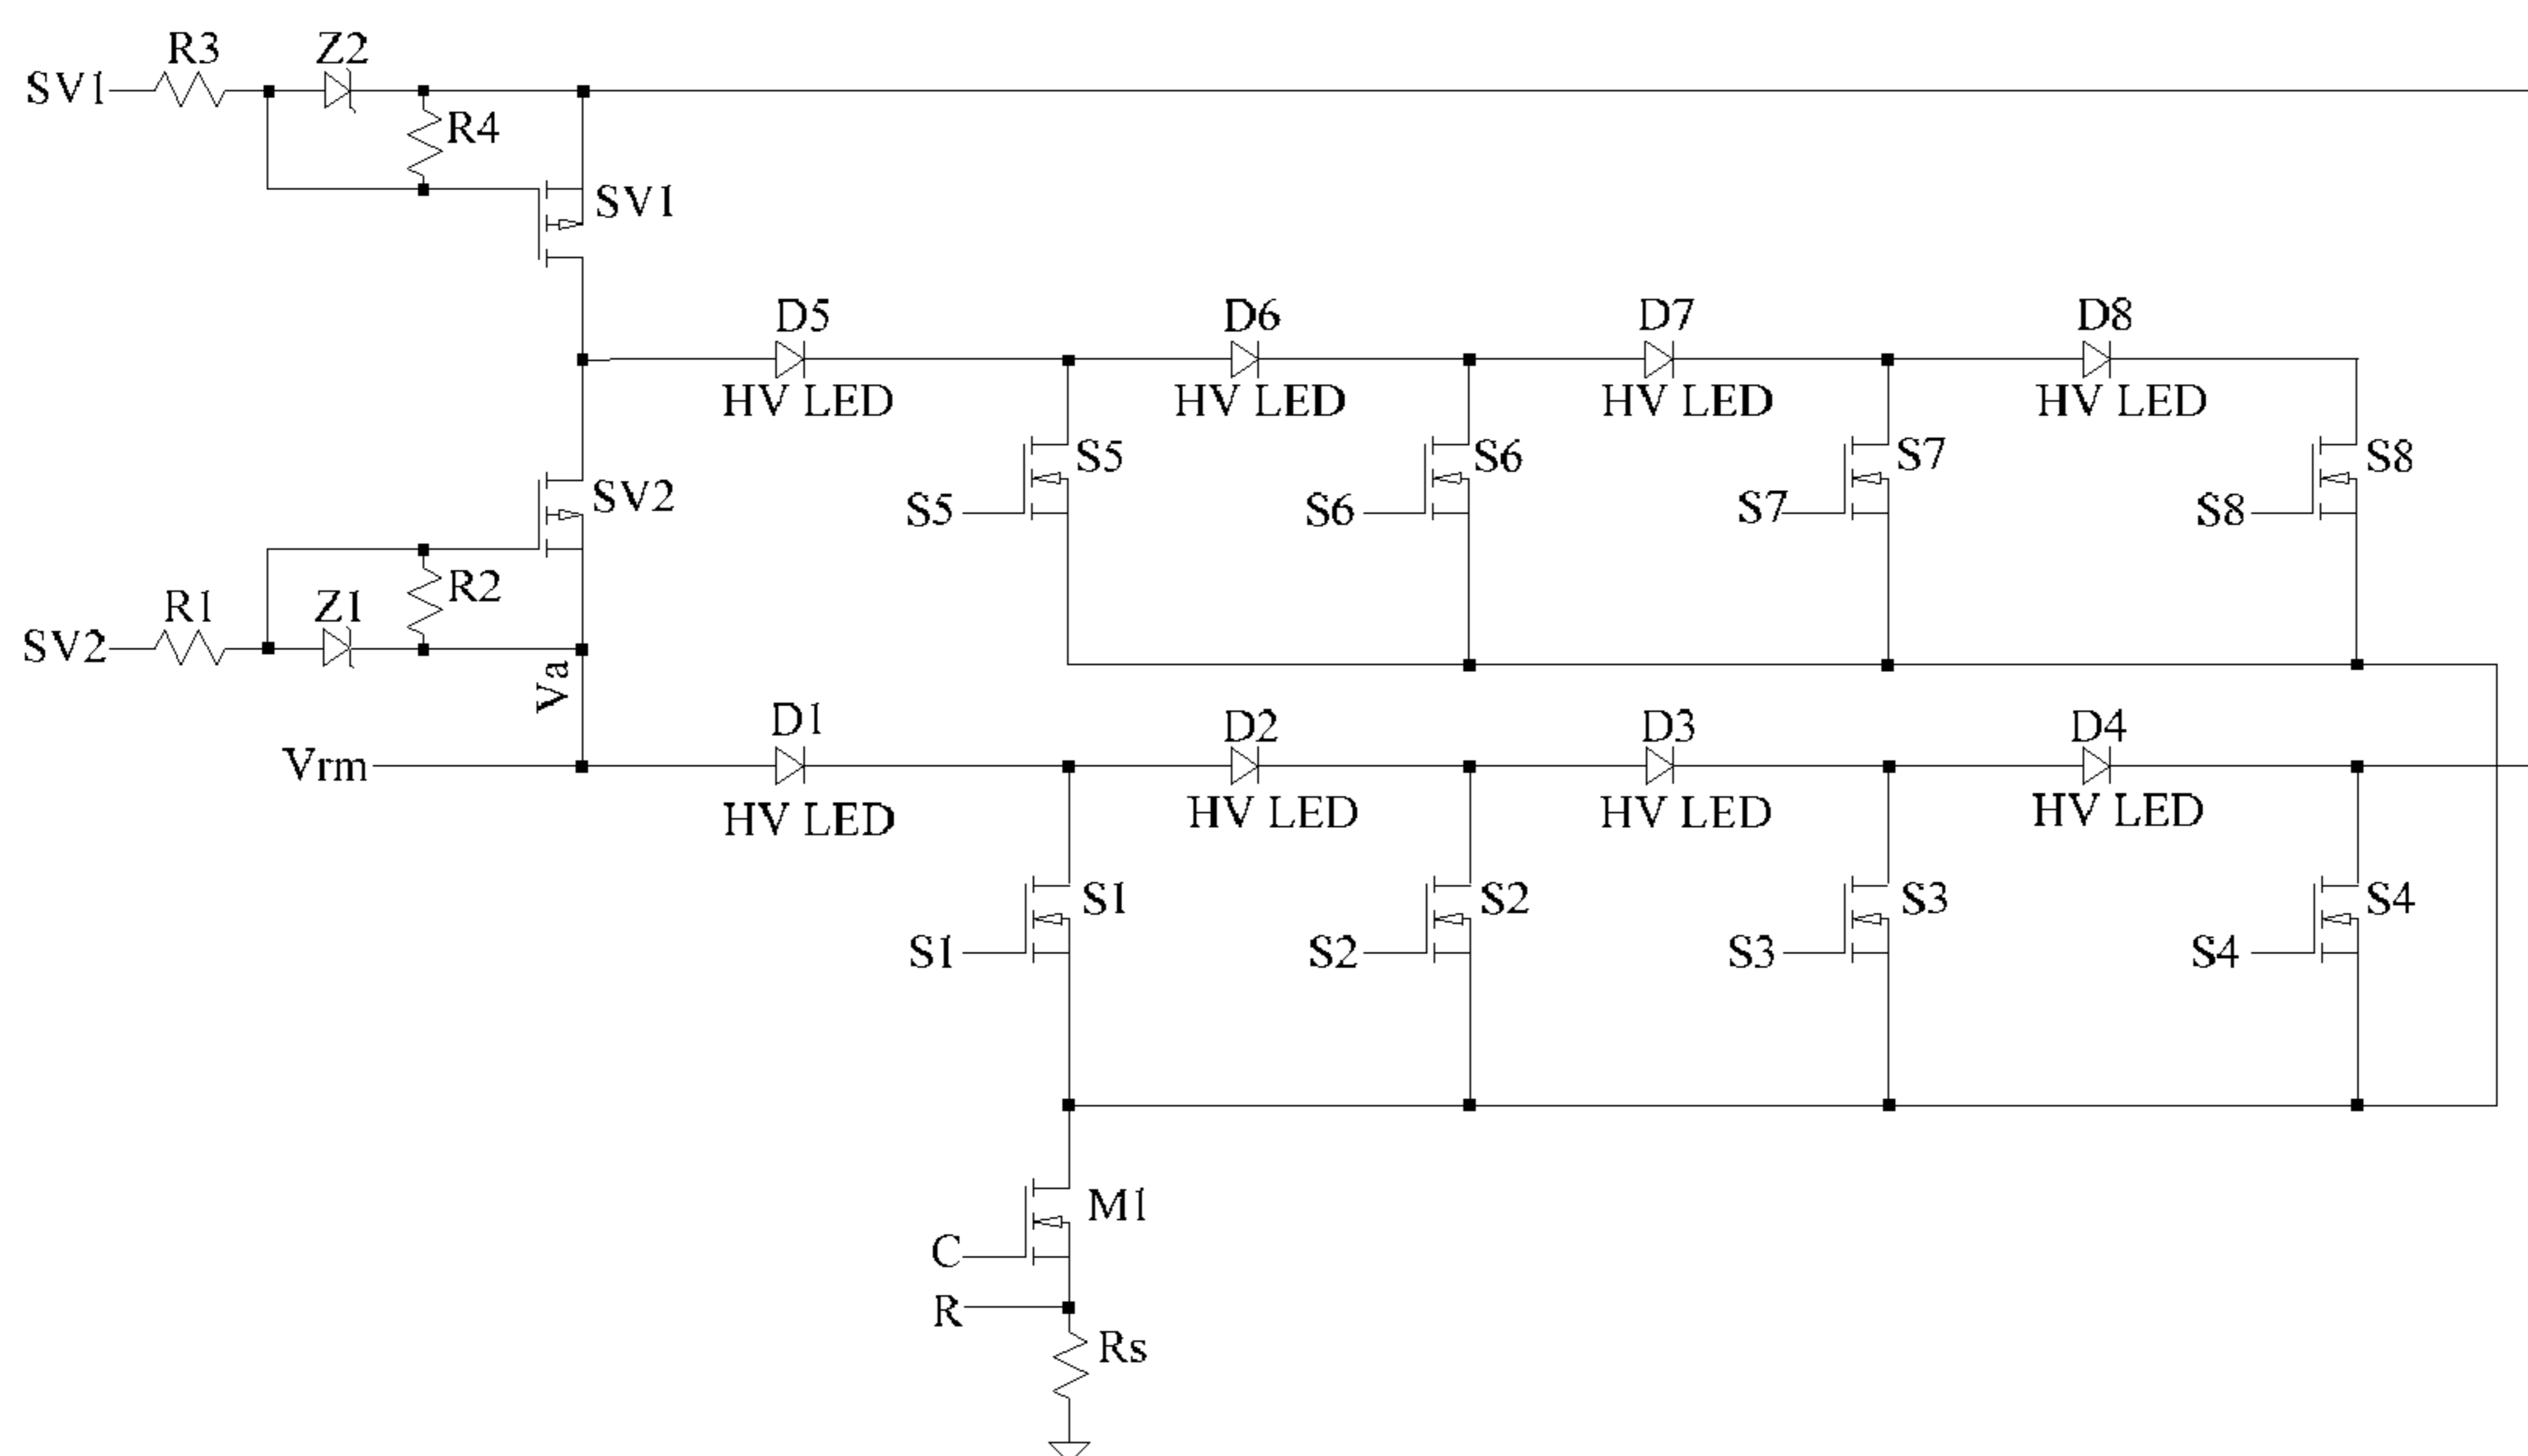 R3
Z2
SV1
R4
SV1
D5
D6
D7
D8
HV LED
HV LED
HV LED
HV LED
S5
S6
S7
S8
SV2
S5
S6
S7
S8
R2
R1
Z1
SV2
Va
D1
D2
D3
D4
Vrm
HV LED
HV LED
HV LED
HV LED
S1
S2
S3
S4
S1
S2
S3
S4
M1
C
R
Rs